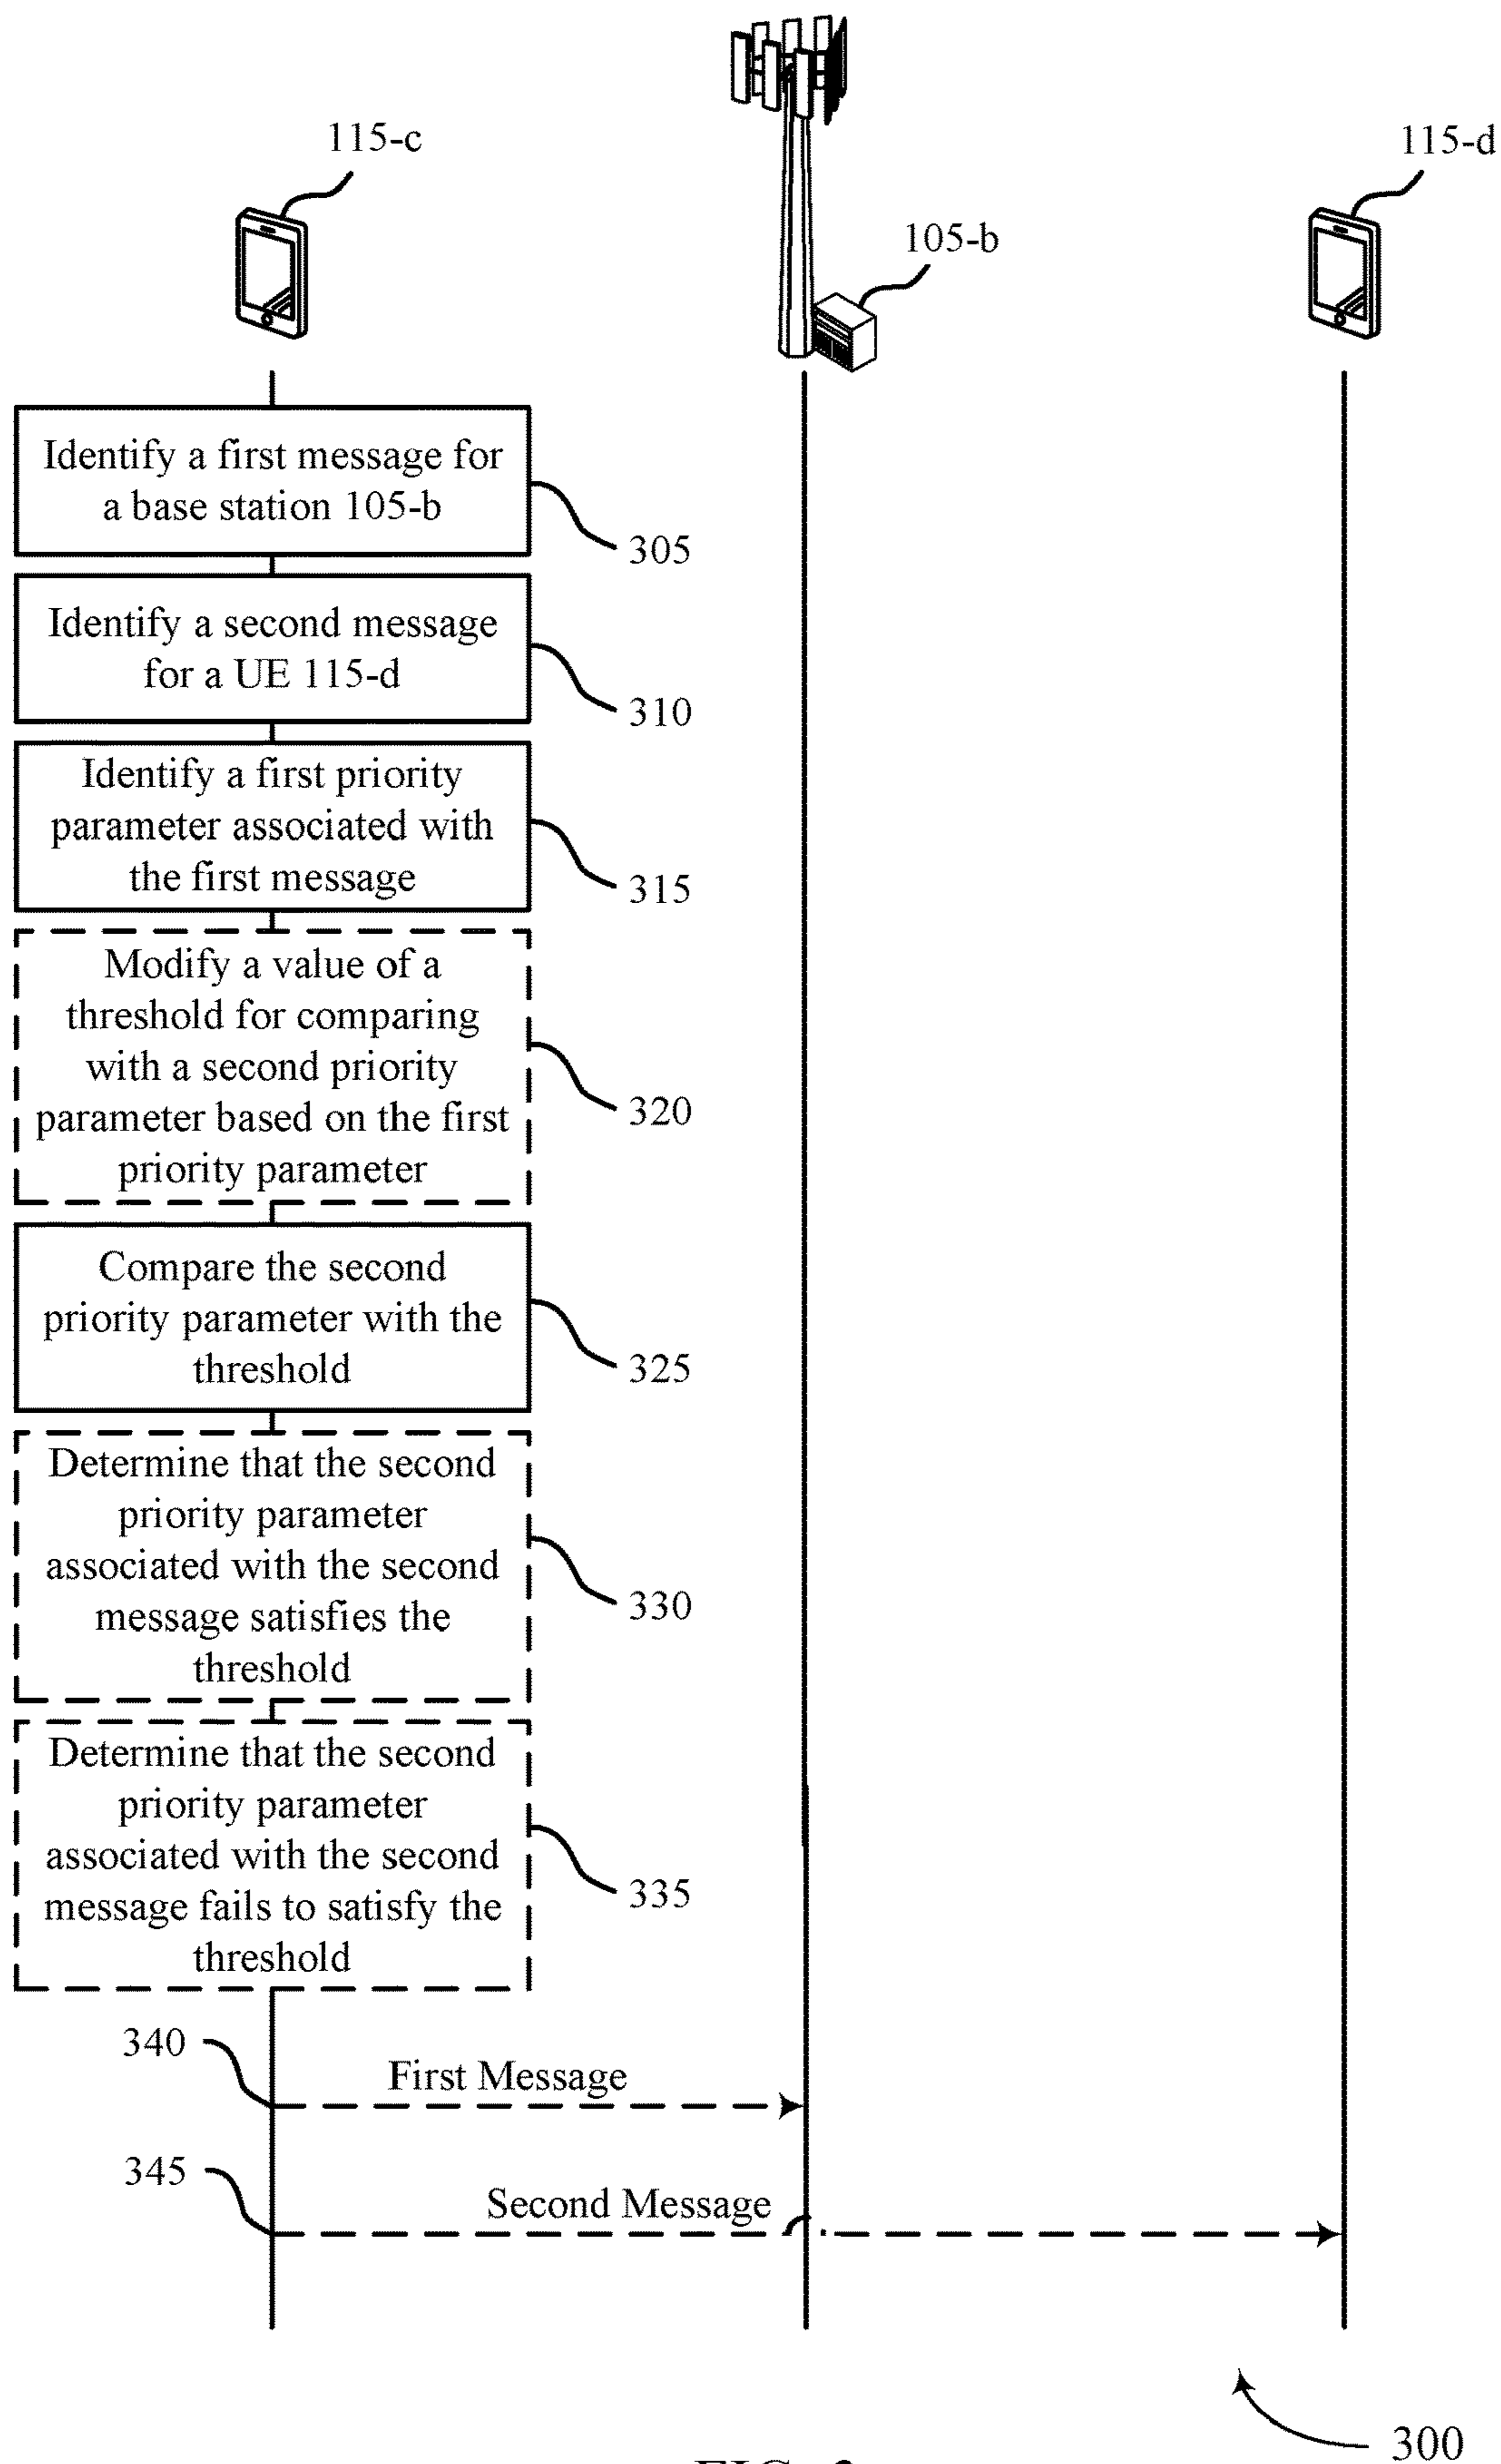 115-c
115-d
105-b
Identify a first message for
a base station 105-b
305
Identify a second message
for a UE 115-d
310
Identify a first priority
parameter associated with
the first message
315
Modify a value of a
threshold for comparing
with a second priority
parameter based on the first
priority parameter
320
Compare the second
priority parameter with the
threshold
325
Determine that the second
priority parameter
associated with the second
message satisfies the
threshold
330
Determine that the second
priority parameter
associated with the second
message fails to satisfy the
threshold
335
340
First Message
345
Second Message
300